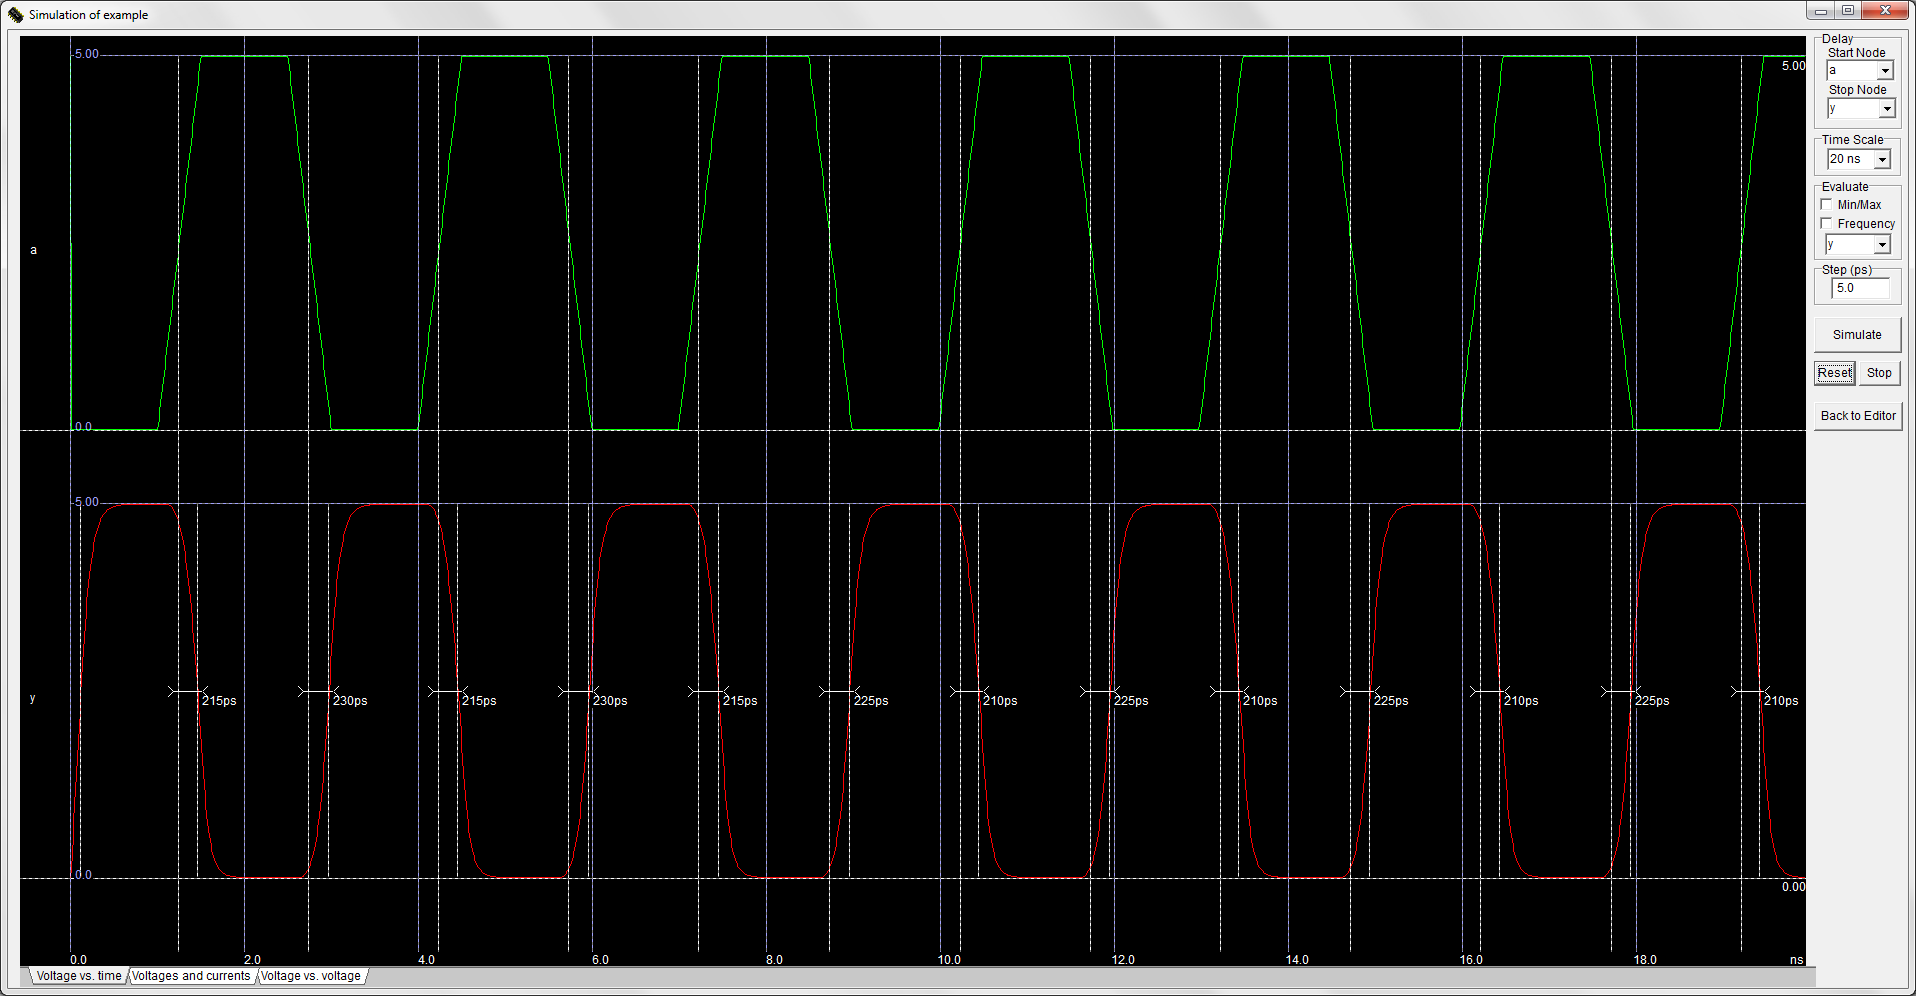 Simulation of example
5.00
5.00
a
0.0
5.00
y
215ps 230ps 215ps 230ps 215ps 225ps 210ps 225ps 210ps 225ps 210ps 225ps 210ps
0.0
0.00
0.0 2.0 4.0 6.0 8.0 10.0 12.0 14.0 16.0 18.0 ns
Voltage vs. time Voltages and currents Voltage vs. voltage
Delay
Start Node
a
Stop Node
y
Time Scale
20 ns
Evaluate
Min/Max
Frequency
y
Step (ps)
5.0
Simulate
Reset Stop
Back to Editor